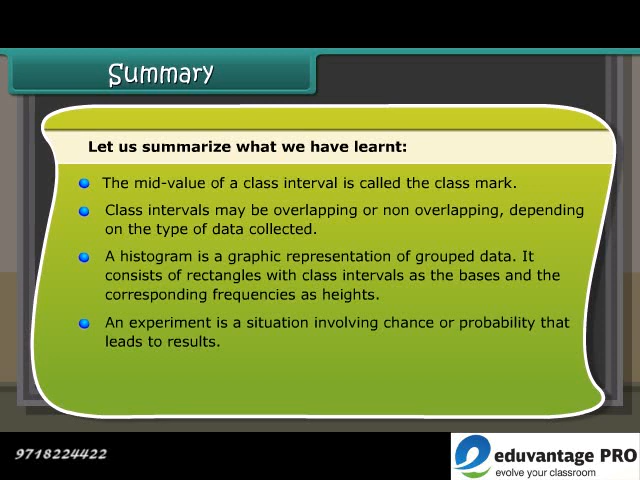 Summary
Let us summarize what we have learnt:
The mid-value of a class interval is called the class mark.
Class intervals may be overlapping or non overlapping, depending
on the type of data collected.
A histogram is a graphic representation of grouped data. It
consists of rectangles with class intervals as the bases and the
corresponding frequencies as heights.
An experiment is a situation involving chance or probability that
leads to results.
9718224422
eduvantage PRO
evolve your classroom